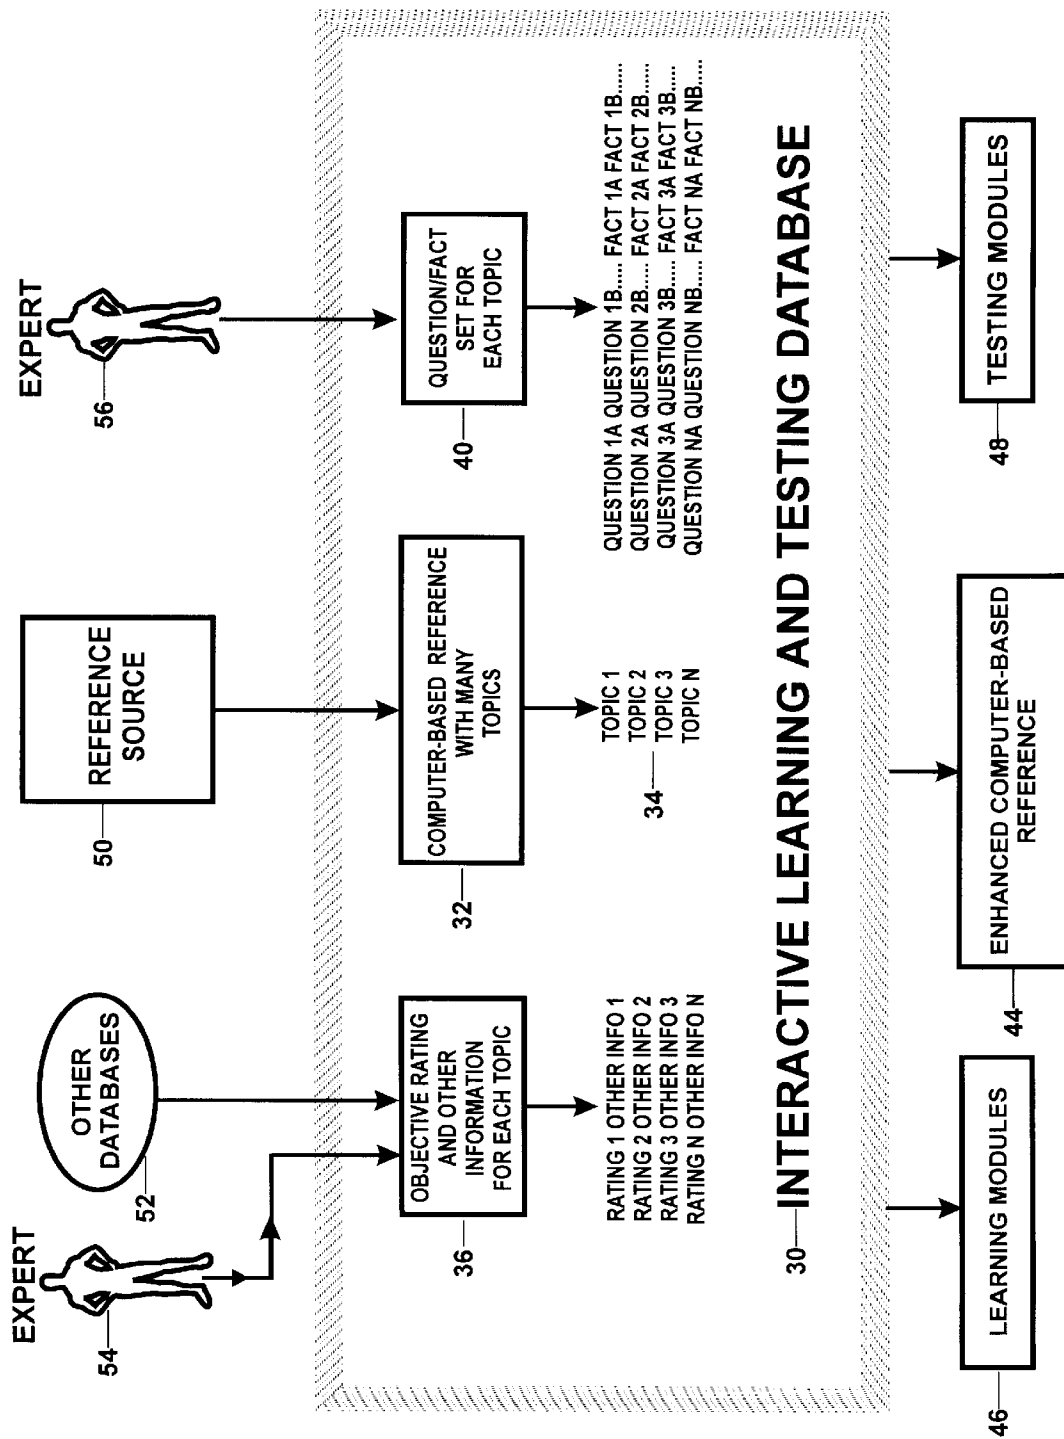 EXPERT
54
OTHER
DATABASES
52
REFERENCE
SOURCE
50
EXPERT
56
OBJECTIVE RATING
AND OTHER
INFORMATION
FOR EACH TOPIC
36
COMPUTER-BASED REFERENCE
WITH MANY
TOPICS
32
QUESTION/FACT
SET FOR
EACH TOPIC
40
RATING 1 OTHER INFO 1
RATING 2 OTHER INFO 2
RATING 3 OTHER INFO 3
RATING N OTHER INFO N
TOPIC 1
TOPIC 2
TOPIC 3
TOPIC N
34
QUESTION 1A QUESTION 1B...... FACT 1A FACT 1B......
QUESTION 2A QUESTION 2B...... FACT 2A FACT 2B......
QUESTION 3A QUESTION 3B...... FACT 3A FACT 3B......
QUESTION NA QUESTION NB...... FACT NA FACT NB......
30 INTERACTIVE LEARNING AND TESTING DATABASE
LEARNING MODULES
46
ENHANCED COMPUTER-BASED
REFERENCE
44
TESTING MODULES
48